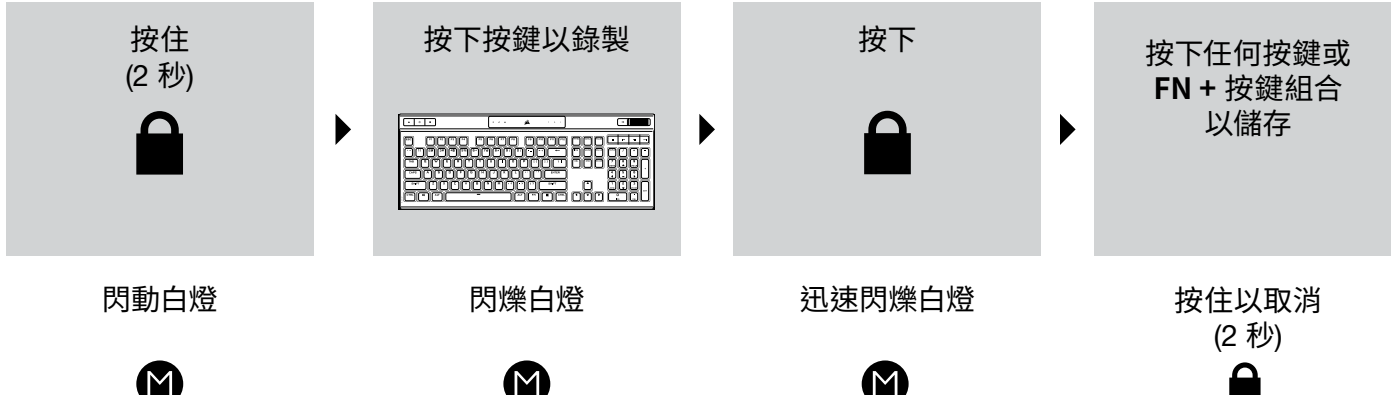 按住
(2 秒)
按下按鍵以錄製
按下
按下任何按鍵或
FN + 按鍵組合
以儲存
閃動白燈
閃爍白燈
迅速閃爍白燈
按住以取消
(2 秒)
M
M
M